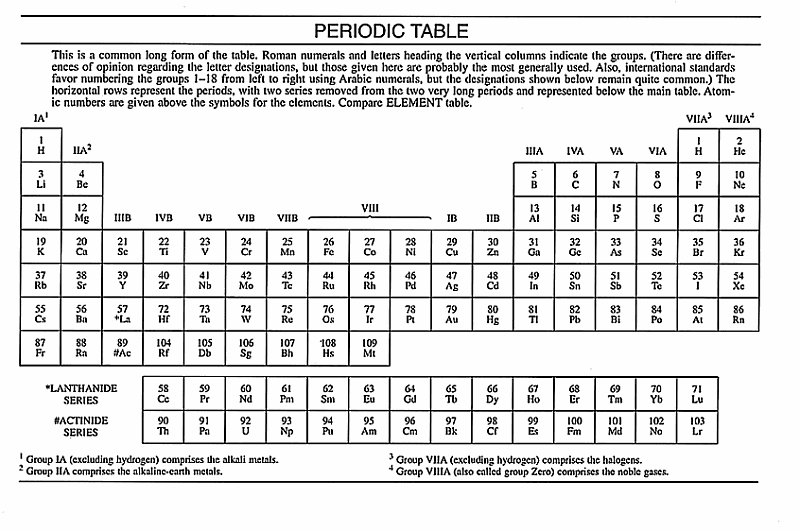 PERIODIC TABLE
This is a common long form of the table. Roman numerals and letters heading the vertical columns indicate the groups. (There are differ-
ences of opinion regarding the letter designations, but those given here are probably the most generally used. Also, international standards
favor numbering the groups 1–18 from left to right using Arabic numerals, but the designations shown below remain quite common.) The
horizontal rows represent the periods, with two series removed from the two very long periods and represented below the main table. Atom-
ic numbers are given above the symbols for the elements. Compare ELEMENT table.
IA¹ VIIA³ VIIIA⁴
1 IIA² IIIA IVA VA VIA 1 2
H H He
3 4 5 6 7 8 9 10
Li Be B C N O F Ne
11 12 VIII 13 14 15 16 17 18
Na Mg IIIB IVB VB VIB VIIB IB IIB Al Si P S Cl Ar
19 20 21 22 23 24 25 26 27 28 29 30 31 32 33 34 35 36
K Ca Sc Ti V Cr Mn Fe Co Ni Cu Zn Ga Ge As Se Br Kr
37 38 39 40 41 42 43 44 45 46 47 48 49 50 51 52 53 54
Rb Sr Y Zr Nb Mo Tc Ru Rh Pd Ag Cd In Sn Sb Te I Xe
55 56 57 72 73 74 75 76 77 78 79 80 81 82 83 84 85 86
Cs Ba *La Hf Ta W Re Os Ir Pt Au Hg Tl Pb Bi Po At Rn
87 88 89 104 105 106 107 108 109
Fr Ra #Ac Rf Db Sg Bh Hs Mt
*LANTHANIDE 58 59 60 61 62 63 64 65 66 67 68 69 70 71
SERIES Ce Pr Nd Pm Sm Eu Gd Tb Dy Ho Er Tm Yb Lu
#ACTINIDE 90 91 92 93 94 95 96 97 98 99 100 101 102 103
SERIES Th Pa U Np Pu Am Cm Bk Cf Es Fm Md No Lr
¹ Group IA (excluding hydrogen) comprises the alkali metals. ³ Group VIIA (excluding hydrogen) comprises the halogens.
² Group IIA comprises the alkaline-earth metals. ⁴ Group VIIIA (also called group Zero) comprises the noble gases.